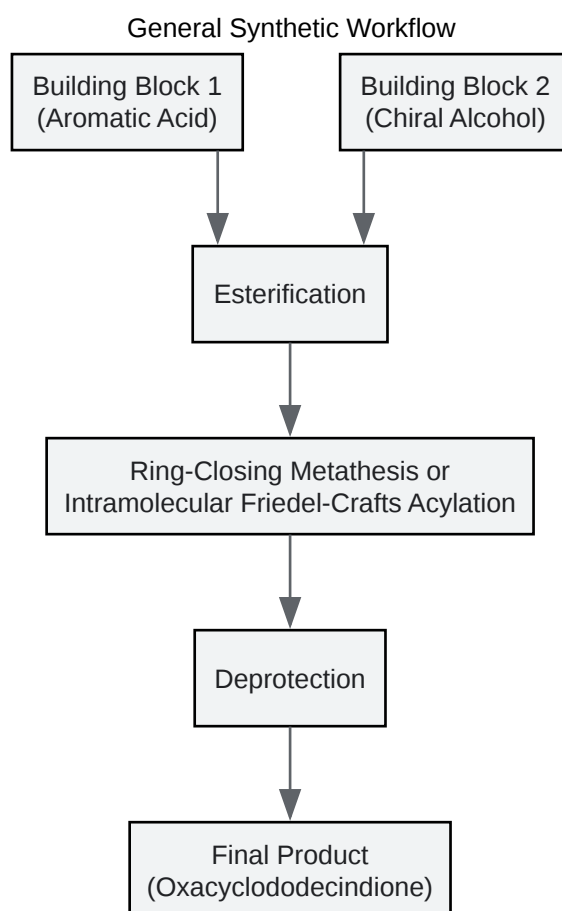 General Synthetic Workflow
Building Block 1
(Aromatic Acid)
Building Block 2
(Chiral Alcohol)
Esterification
Ring-Closing Metathesis or
Intramolecular Friedel-Crafts Acylation
Deprotection
Final Product
(Oxacyclododecindione)